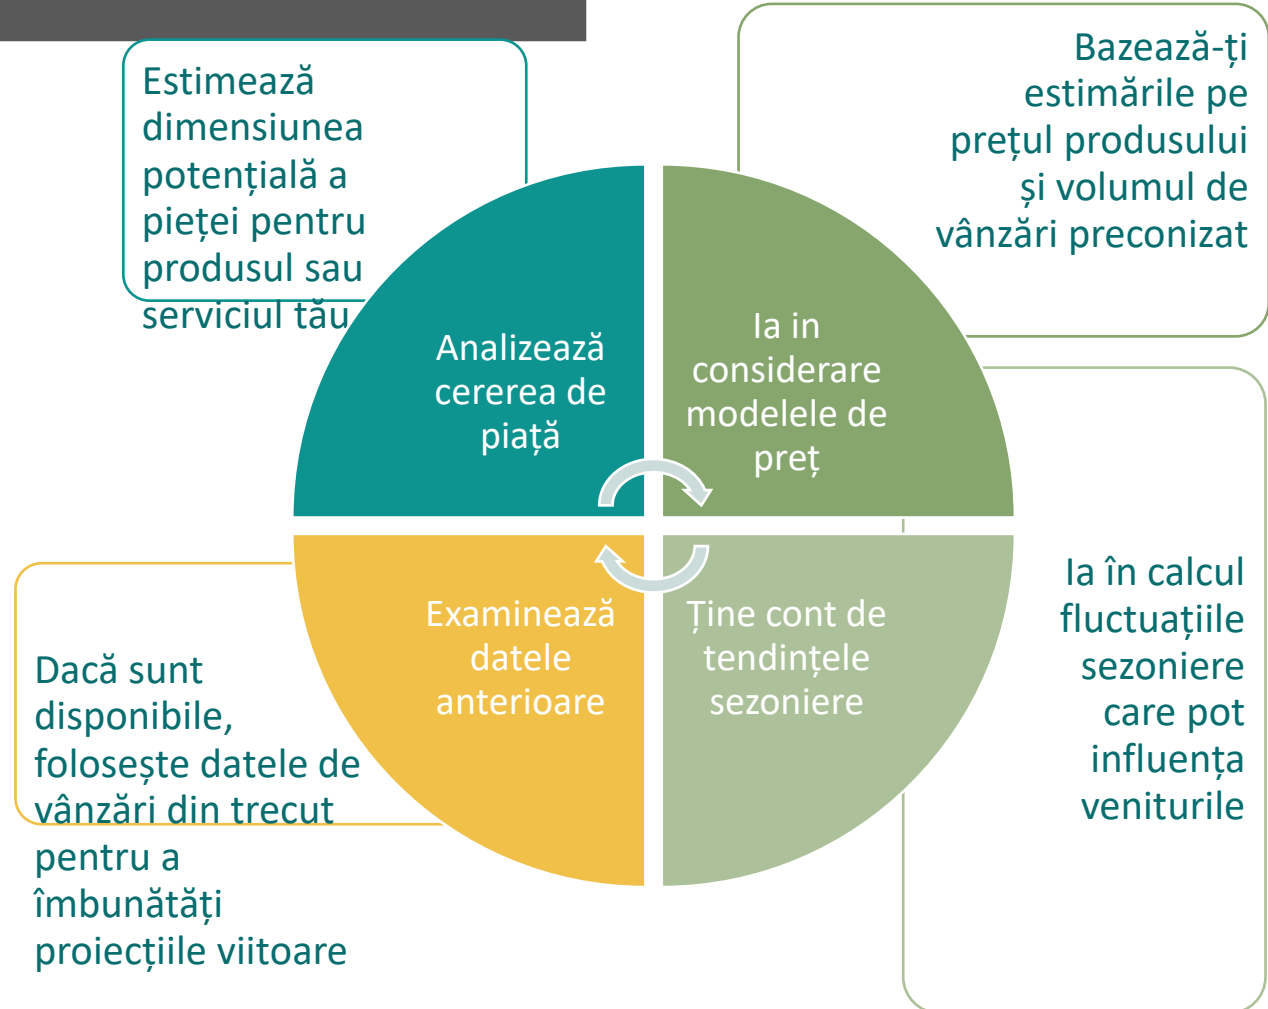 Estimează
dimensiunea
potențială a
pieței pentru
produsul sau
serviciul tău
Bazează-ți
estimările pe
prețul produsului
și volumul de
vânzări preconizat
Analizează
cererea de
piață
Ia in
considerare
modelele de
preț
Examinează
datele
anterioare
Ține cont de
tendințele
sezoniere
Dacă sunt
disponibile,
folosește datele de
vânzări din trecut
pentru a
îmbunătăți
proiecțiile viitoare
Ia în calcul
fluctuațiile
sezoniere
care pot
influența
veniturile